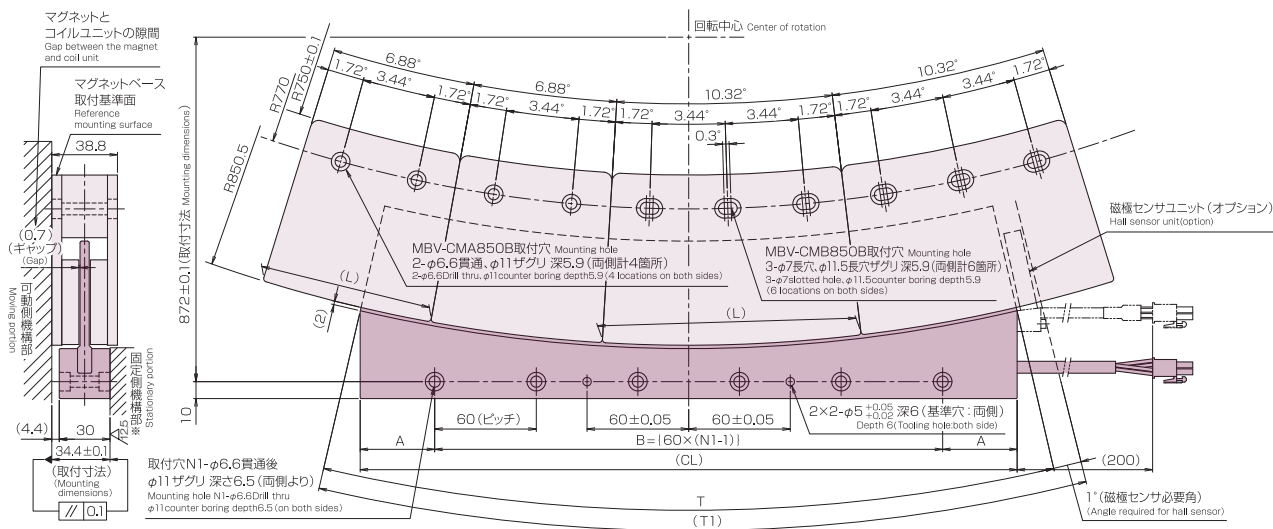 マグネットと
コイルユニットの隙間
Gap between the magnet
and coil unit
マグネットベース
取付基準面
Reference
mounting surface
38.8
(0.7)
(ギャップ)
(Gap)
可動側機構部
Moving portion
固定側機構部※
Stationary portion
12.5
(4.4)
30
34.4±0.1
(取付寸法)
(Mounting
dimensions)
// 0.1
872±0.1(取付寸法) Mounting dimensions
10
回転中心 Center of rotation
R750±0.1
R770
R850.5
6.88°
6.88°
10.32°
10.32°
1.72°
3.44°
1.72°
1.72°
3.44°
1.72°
1.72°
3.44°
3.44°
1.72°
1.72°
3.44°
3.44°
1.72°
0.3°
MBV-CMA850B取付穴 Mounting hole
2-φ6.6貫通、φ11ザグリ 深5.9(両側計4箇所)
2-φ6.6Drill thru, φ11counter boring depth5.9(4 locations on both sides)
MBV-CMB850B取付穴 Mounting hole
3-φ7長穴、φ11.5長穴ザグリ 深5.9(両側計6箇所)
3-φ7slotted hole, φ11.5counter boring depth5.9
(6 locations on both sides)
磁極センサユニット(オプション)
Hall sensor unit(option)
(L)
(2)
(L)
60(ピッチ)
60±0.05
60±0.05
2×2-φ5 +0.05 +0.02 深6(基準穴:両側)
Depth 6(Tooling hole:both side)
A
B={60×(N1-1)}
A
(CL)
(200)
取付穴N1-φ6.6貫通後
φ11ザグリ 深さ6.5(両側より)
Mounting hole N1-φ6.6Drill thru
φ11counter boring depth6.5(on both sides)
T
(T1)
1°(磁極センサ必要角)
(Angle required for hall sensor)